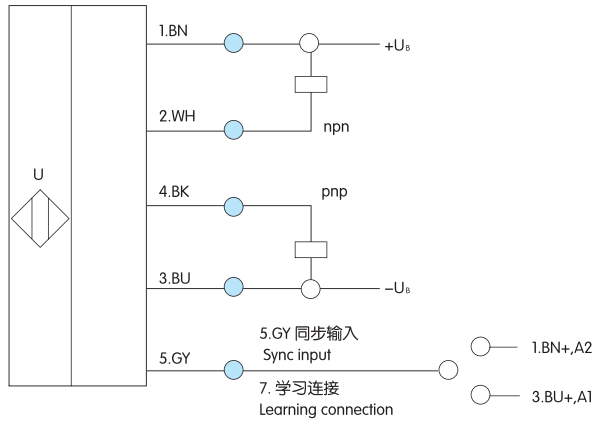 1.BN
+UB
2.WH
npn
U
4.BK
pnp
3.BU
–UB
5.GY 同步输入
Sync input
5.GY
1.BN+,A2
7. 学习连接
Learning connection
3.BU+,A1